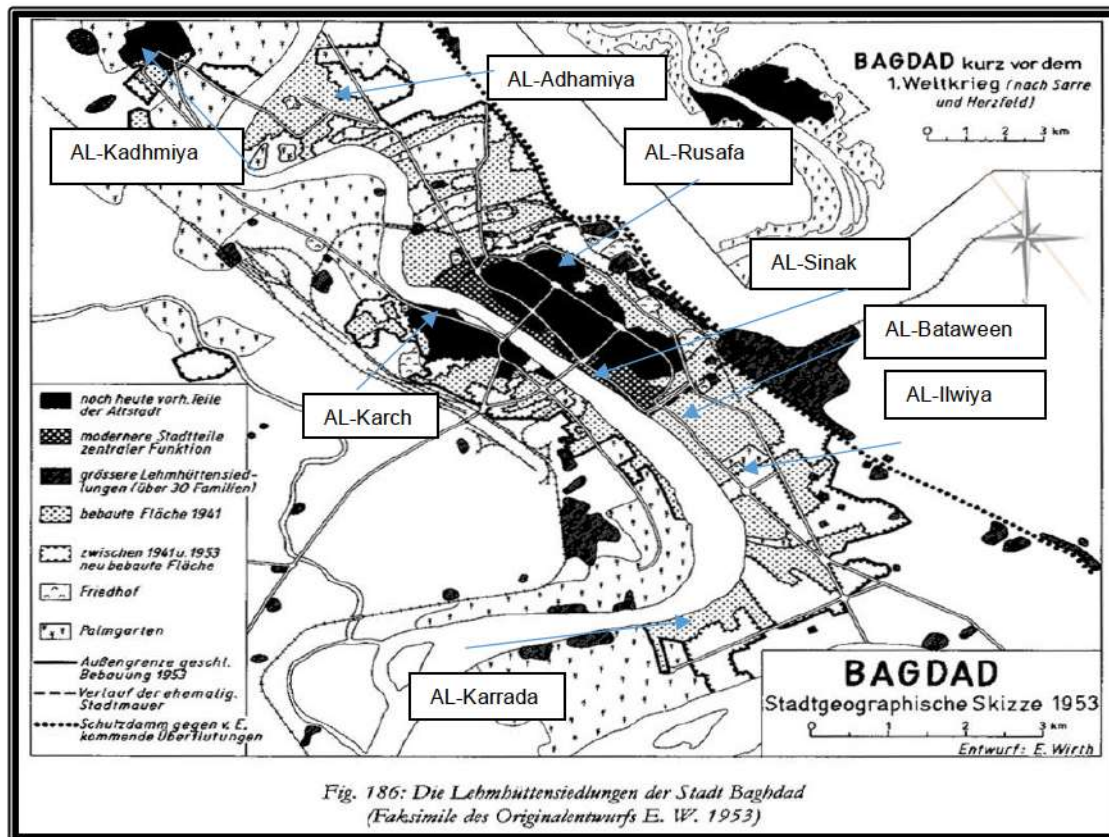 BAGDAD kurz vor dem
1. Weltkrieg (nach Sarre
und Herzfeld)
0 1 2 3 km
AL-Adhamiya
AL-Kadhmiya
AL-Rusafa
AL-Sinak
AL-Bataween
AL-Ilwiya
AL-Karch
AL-Karrada
noch heute vorh. Teile
der Altstadt
modernere Stadtteile
zentraler Funktion
grössere Lehmhüttensied-
lungen (über 30 Familien)
bebaute Fläche 1941
zwischen 1941 u. 1953
neu bebaute Fläche
Friedhof
Palmgarten
Außengrenze geschl.
Bebauung 1953
Verlauf der ehemalig.
Stadtmauer
Schutzdamm gegen v. E.
kommende Überflutungen
BAGDAD
Stadtgeographische Skizze 1953
0 1 2 3 km
Entwurf: E. Wirth
Fig. 186: Die Lehmhüttensiedlungen der Stadt Baghdad
(Faksimile des Originalentwurfs E. W. 1953)